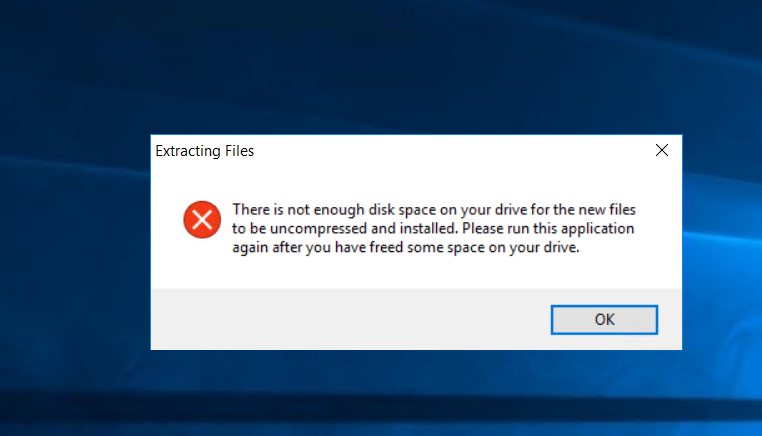 Extracting Files
There is not enough disk space on your drive for the new files
to be uncompressed and installed. Please run this application
again after you have freed some space on your drive.
OK